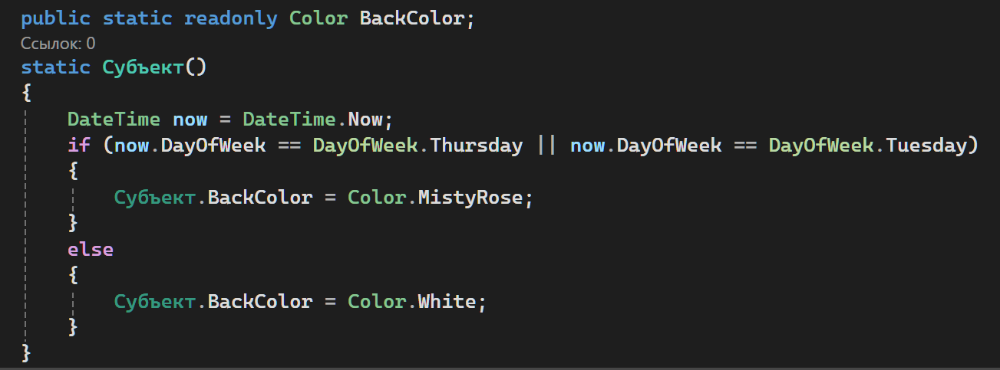 public static readonly Color BackColor;
Ссылок: 0
static Субъект()
{
    DateTime now = DateTime.Now;
    if (now.DayOfWeek == DayOfWeek.Thursday || now.DayOfWeek == DayOfWeek.Tuesday)
    {
        Субъект.BackColor = Color.MistyRose;
    }
    else
    {
        Субъект.BackColor = Color.White;
    }
}